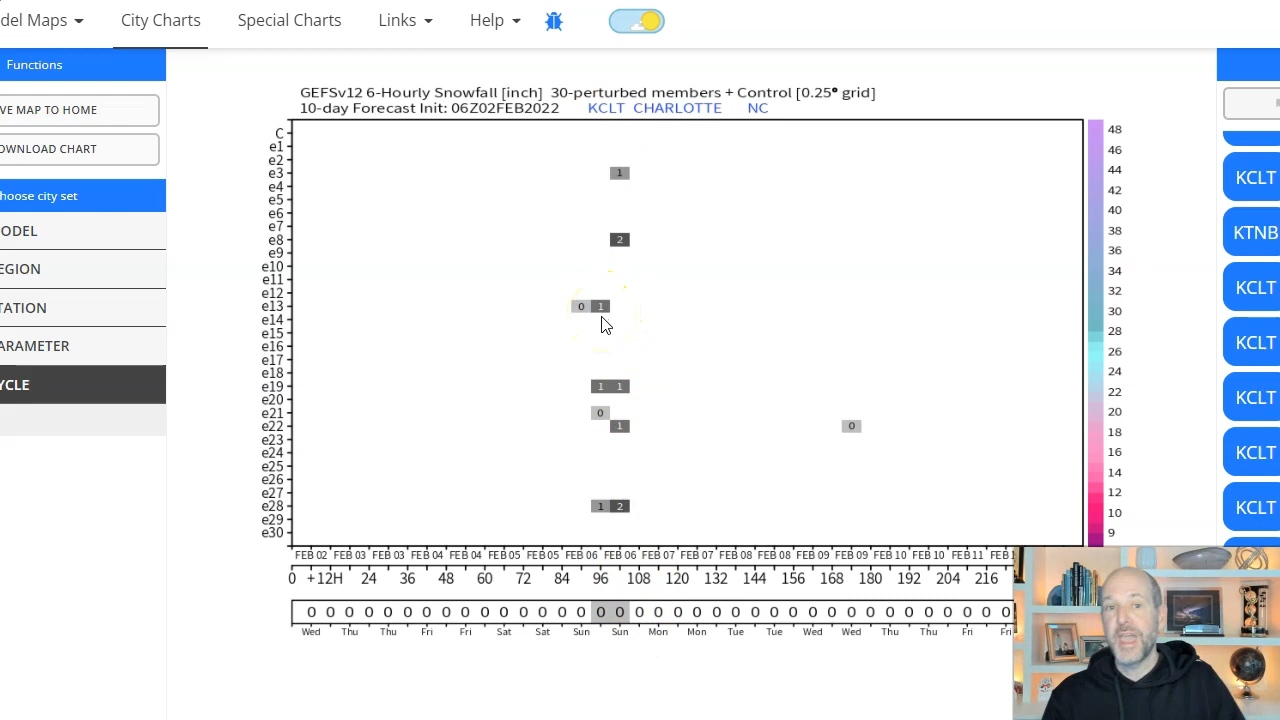 del Maps City Charts Special Charts Links Help
Functions
VE MAP TO HOME
OWNLOAD CHART
hoose city set
ODEL
EGION
TATION
ARAMETER
YCLE
GEFSv12 6-Hourly Snowfall [inch] 30-perturbed members + Control [0.25° grid]
10-day Forecast Init: 06Z02FEB2022 KCLT CHARLOTTE NC
C
e1
e2
e3 1
e4
e5
e6
e7
e8 2
e9
e10
e11
e12
e13 0 1
e14
e15
e16
e17
e18
e19 1 1
e20
e21 0
e22 1 0
e23
e24
e25
e26
e27
e28 1 2
e29
e30
FEB 02 FEB 03 FEB 03 FEB 04 FEB 04 FEB 05 FEB 05 FEB 06 FEB 06 FEB 07 FEB 07 FEB 08 FEB 08 FEB 09 FEB 09 FEB 10 FEB 10 FEB 11 FEB 1
0 +12H 24 36 48 60 72 84 96 108 120 132 144 156 168 180 192 204 216
0 0 0 0 0 0 0 0 0 0 0 0 0 0 0 0 0 0 0 0 0 0 0 0 0 0 0 0 0 0 0 0 0 0 0 0 0
Wed Thu Thu Fri Fri Sat Sat Sun Sun Mon Mon Tue Tue Wed Wed Thu Thu Fri Fri
48
46
44
42
40
38
36
34
32
30
28
26
24
22
20
18
16
14
12
10
9
KCLT
KTNB
KCLT
KCLT
KCLT
KCLT
KCLT